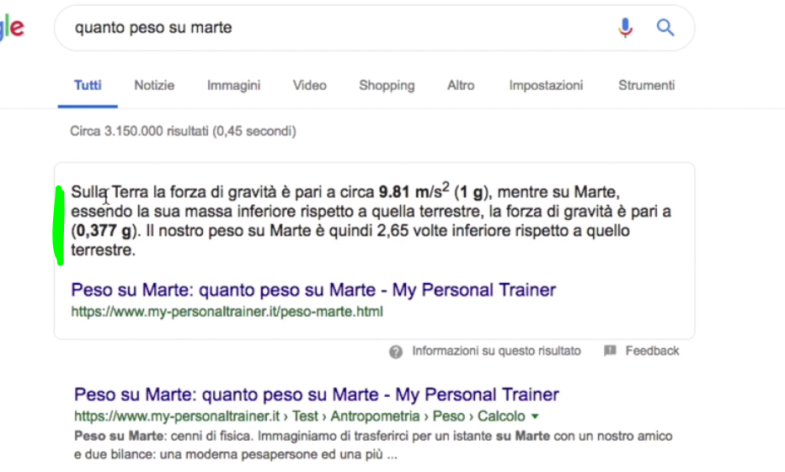 gle
quanto peso su marte
Tutti Notizie Immagini Video Shopping Altro Impostazioni Strumenti
Circa 3.150.000 risultati (0,45 secondi)
Sulla Terra la forza di gravità è pari a circa 9.81 m/s² (1 g), mentre su Marte,
essendo la sua massa inferiore rispetto a quella terrestre, la forza di gravità è pari a
(0,377 g). Il nostro peso su Marte è quindi 2,65 volte inferiore rispetto a quello
terrestre.
Peso su Marte: quanto peso su Marte - My Personal Trainer
https://www.my-personaltrainer.it/peso-marte.html
Informazioni su questo risultato Feedback
Peso su Marte: quanto peso su Marte - My Personal Trainer
https://www.my-personaltrainer.it › Test › Antropometria › Peso › Calcolo
Peso su Marte: cenni di fisica. Immaginiamo di trasferirci per un istante su Marte con un nostro amico
e due bilance: una moderna pesapersone ed una più ...